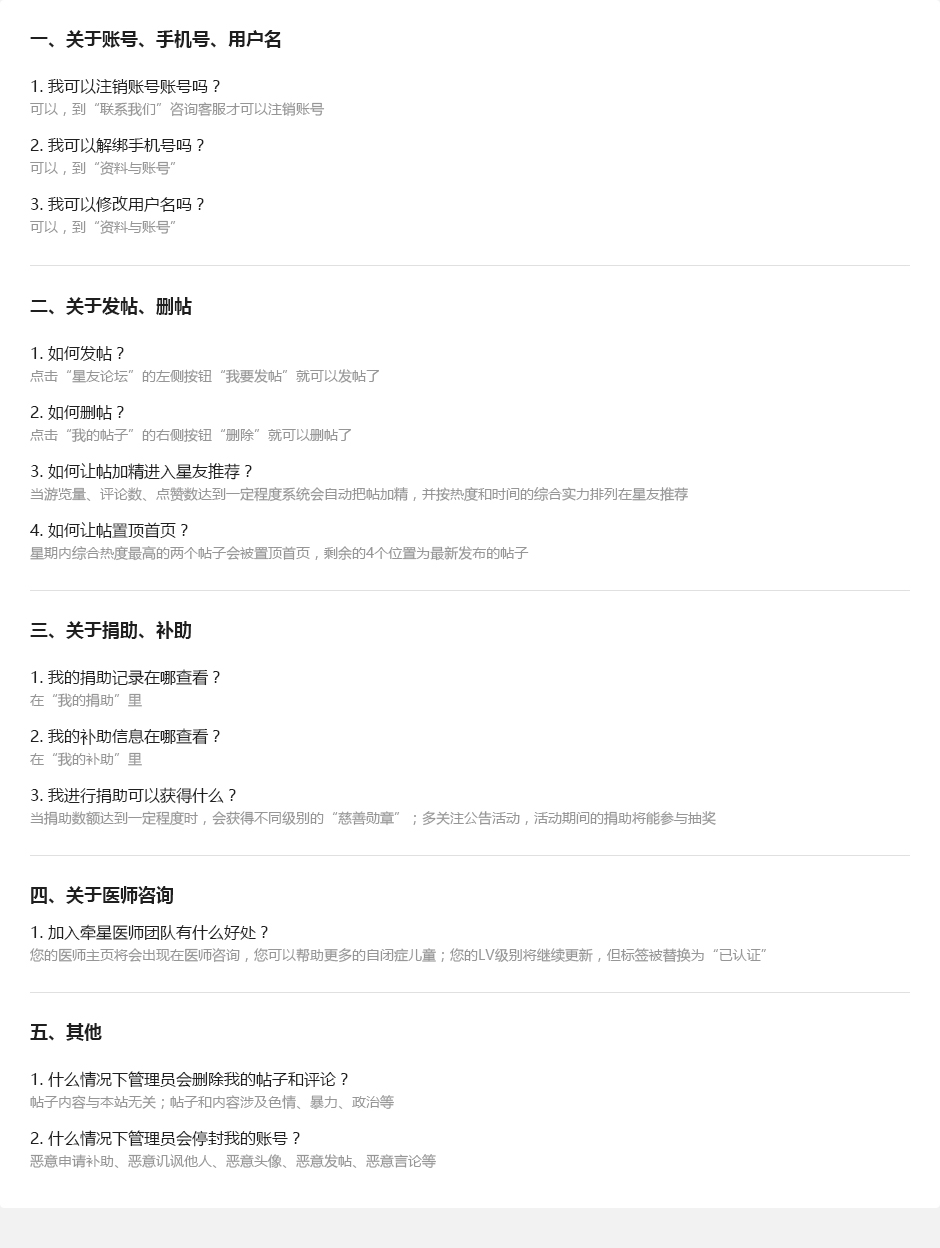 一、关于账号、手机号、用户名
1. 我可以注销账号账号吗？
可以，到“联系我们”咨询客服才可以注销账号
2. 我可以解绑手机号吗？
可以，到“资料与账号”
3. 我可以修改用户名吗？
可以，到“资料与账号”
二、关于发帖、删帖
1. 如何发帖？
点击“星友论坛”的左侧按钮“我要发帖”就可以发帖了
2. 如何删帖？
点击“我的帖子”的右侧按钮“删除”就可以删帖了
3. 如何让帖加精进入星友推荐？
当游览量、评论数、点赞数达到一定程度系统会自动把帖加精，并按热度和时间的综合实力排列在星友推荐
4. 如何让帖置顶首页？
星期内综合热度最高的两个帖子会被置顶首页，剩余的4个位置为最新发布的帖子
三、关于捐助、补助
1. 我的捐助记录在哪查看？
在“我的捐助”里
2. 我的补助信息在哪查看？
在“我的补助”里
3. 我进行捐助可以获得什么？
当捐助数额达到一定程度时，会获得不同级别的“慈善勋章”；多关注公告活动，活动期间的捐助将能参与抽奖
四、关于医师咨询
1. 加入牵星医师团队有什么好处？
您的医师主页将会出现在医师咨询，您可以帮助更多的自闭症儿童；您的LV级别将继续更新，但标签被替换为“已认证”
五、其他
1. 什么情况下管理员会删除我的帖子和评论？
帖子内容与本站无关；帖子和内容涉及色情、暴力、政治等
2. 什么情况下管理员会停封我的账号？
恶意申请补助、恶意讥讽他人、恶意头像、恶意发帖、恶意言论等